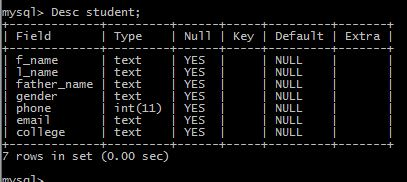 mysql> Desc student;
+-------------+---------+------+-----+---------+-------+
| Field       | Type    | Null | Key | Default | Extra |
+-------------+---------+------+-----+---------+-------+
| f_name      | text    | YES  |     | NULL    |       |
| l_name      | text    | YES  |     | NULL    |       |
| father_name | text    | YES  |     | NULL    |       |
| gender      | text    | YES  |     | NULL    |       |
| phone       | int(11) | YES  |     | NULL    |       |
| email       | text    | YES  |     | NULL    |       |
| college     | text    | YES  |     | NULL    |       |
+-------------+---------+------+-----+---------+-------+
7 rows in set (0.00 sec)
mysql>